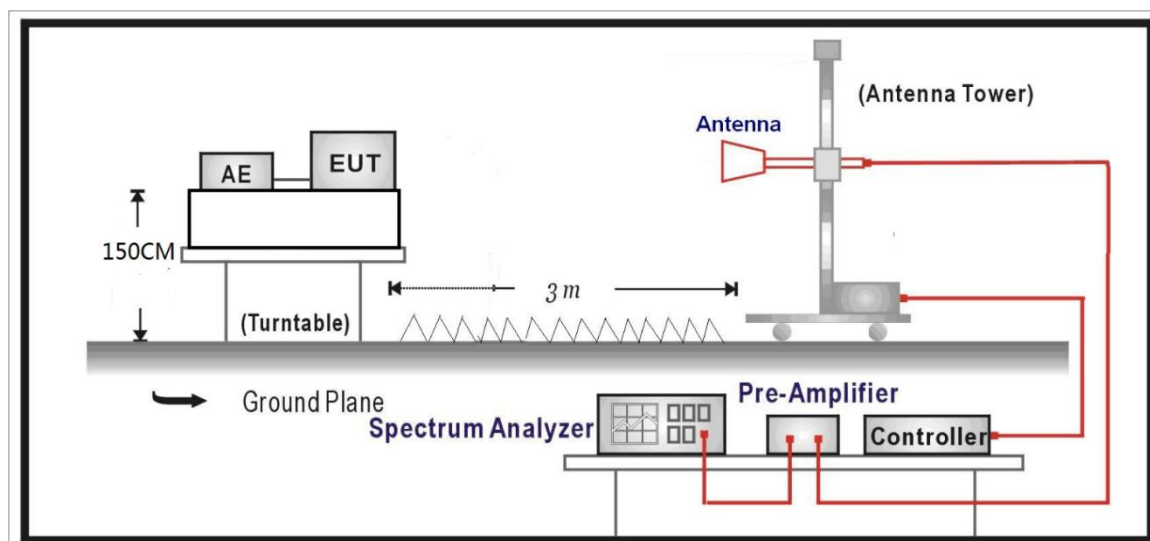 (Antenna Tower)
Antenna
EUT
AE
150CM
3 m
(Turntable)
Ground Plane
Pre-Amplifier
Spectrum Analyzer
Controller